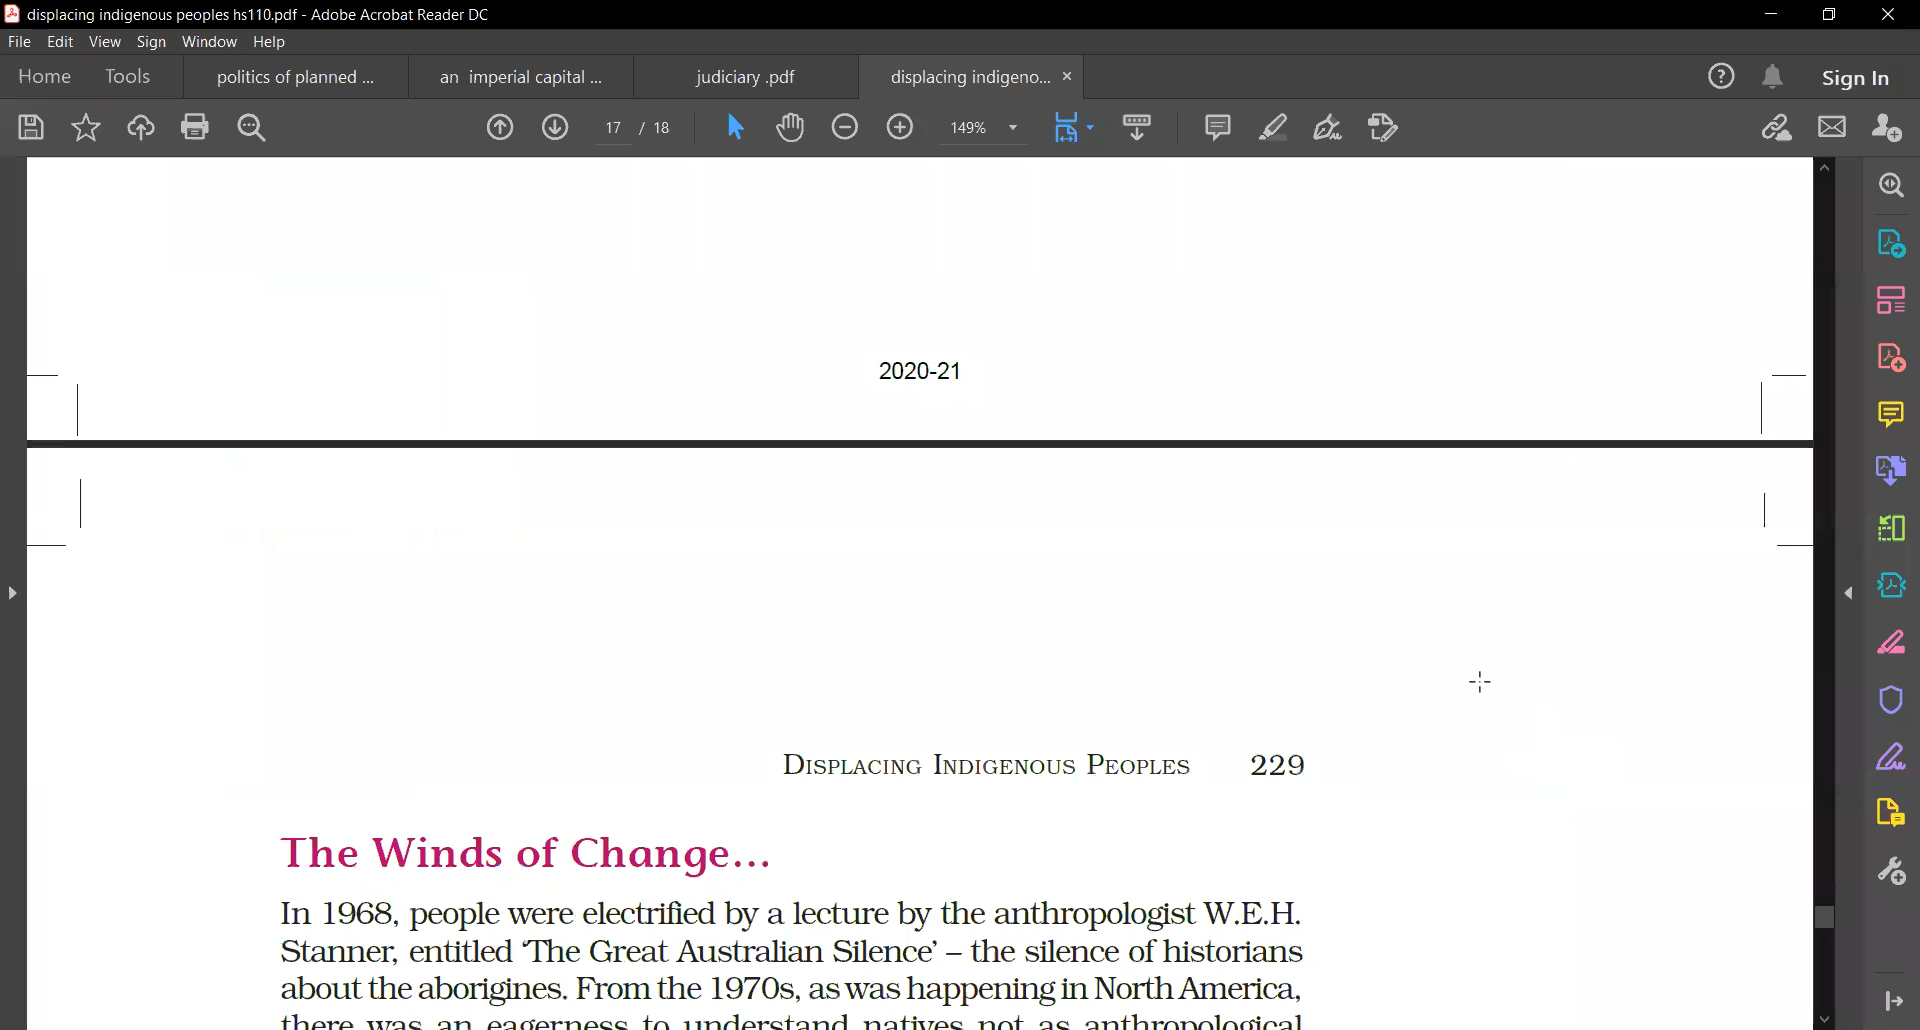 displacing indigenous peoples hs110.pdf - Adobe Acrobat Reader DC
File Edit View Sign Window Help
Home Tools politics of planned ... an imperial capital ... judiciary .pdf displacing indigeno... × Sign In
17 / 18 149%
2020-21
DISPLACING INDIGENOUS PEOPLES 229
The Winds of Change...
In 1968, people were electrified by a lecture by the anthropologist W.E.H.
Stanner, entitled ‘The Great Australian Silence’ – the silence of historians
about the aborigines. From the 1970s, as was happening in North America,
there was an eagerness to understand natives not as anthropological